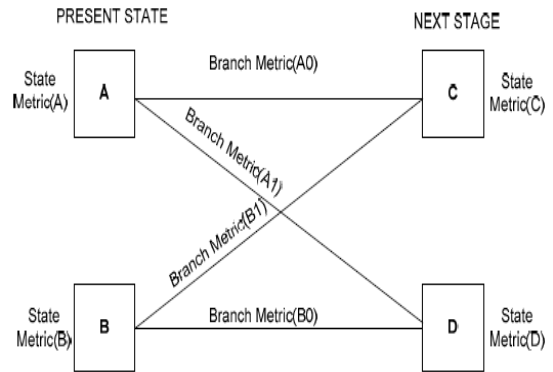 PRESENT STATE
NEXT STAGE
State
Metric(A)
A
Branch Metric(A0)
C
State
Metric(C)
Branch Metric(A1)
Branch Metric(B1)
State
Metric(B)
B
Branch Metric(B0)
D
State
Metric(D)